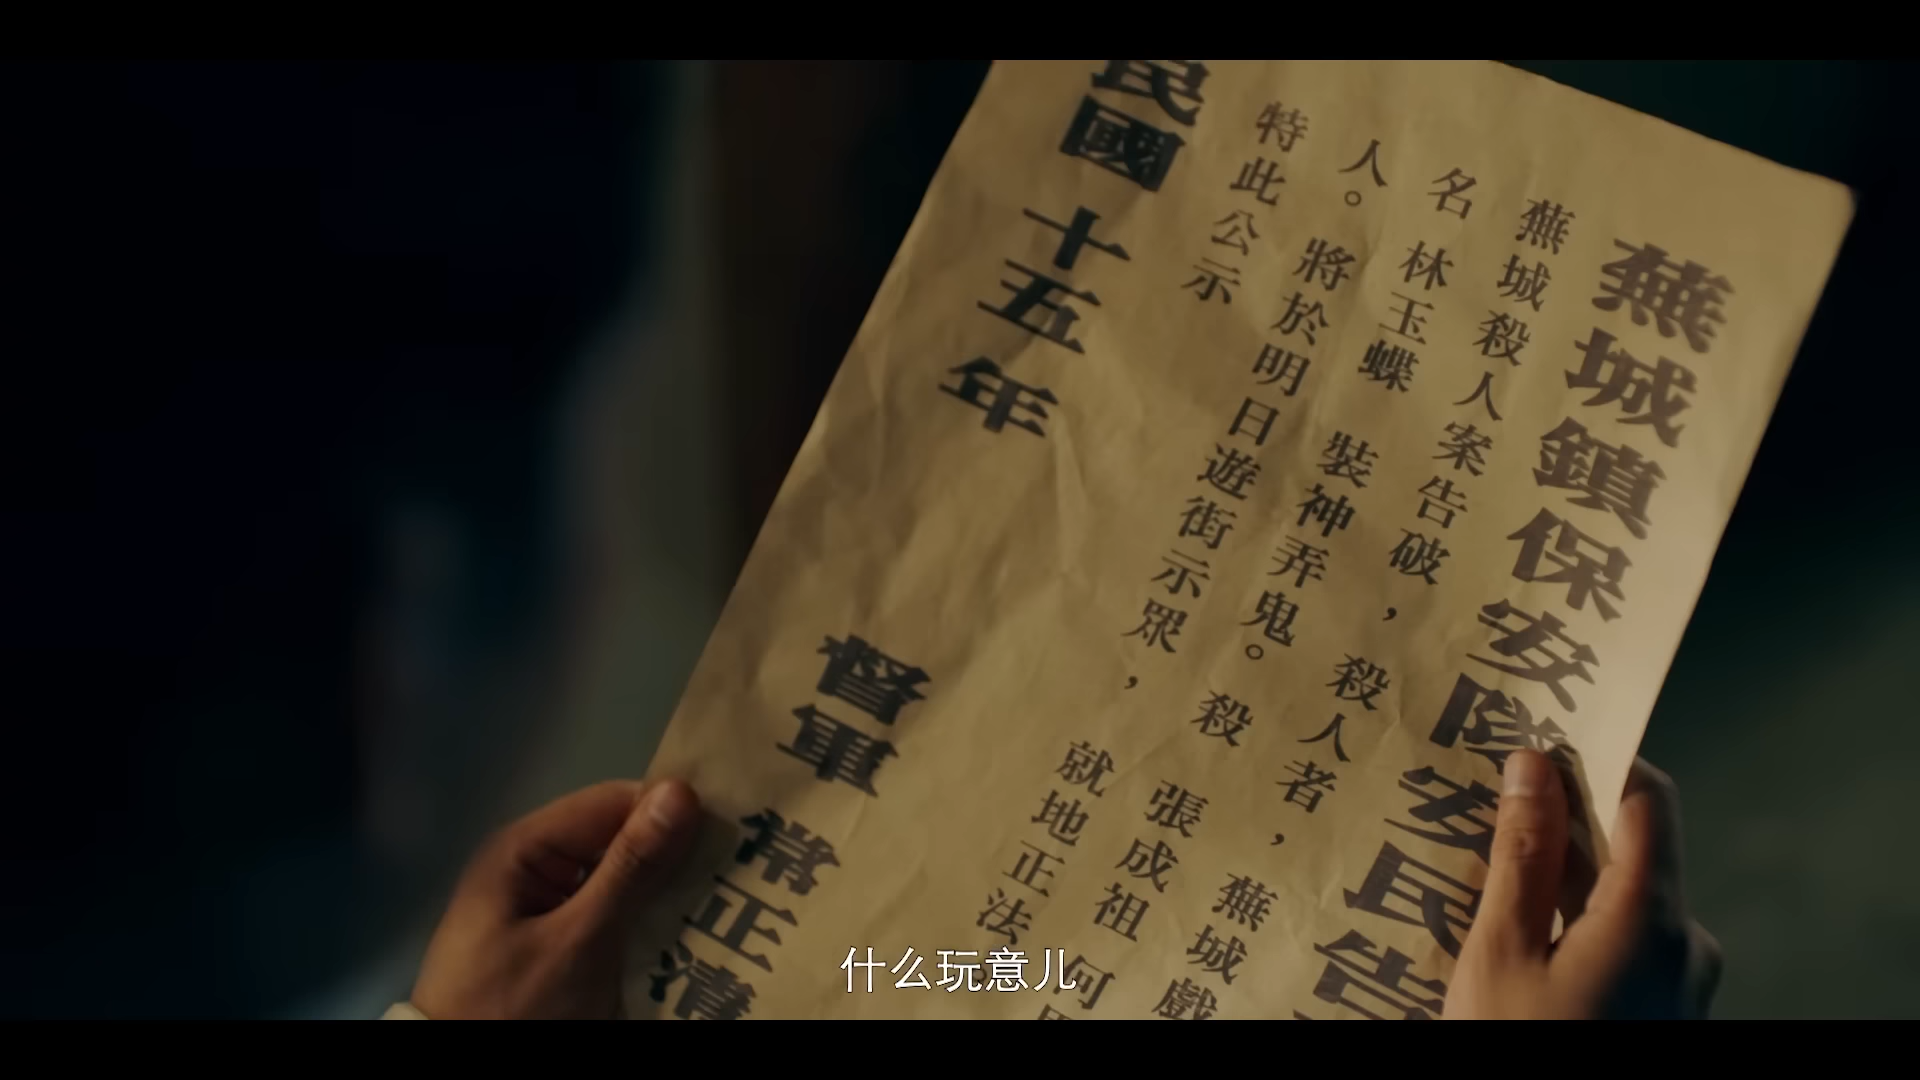 蕪城鎮保安隊安民告
蕪城殺人案告破，殺人者，蕪城戲
名 林玉蝶 裝神弄鬼。殺 張成祖 何
人。將於明日遊街示眾，就地正法。
特此公示
民國 十五年 督軍 常正清
什么玩意儿